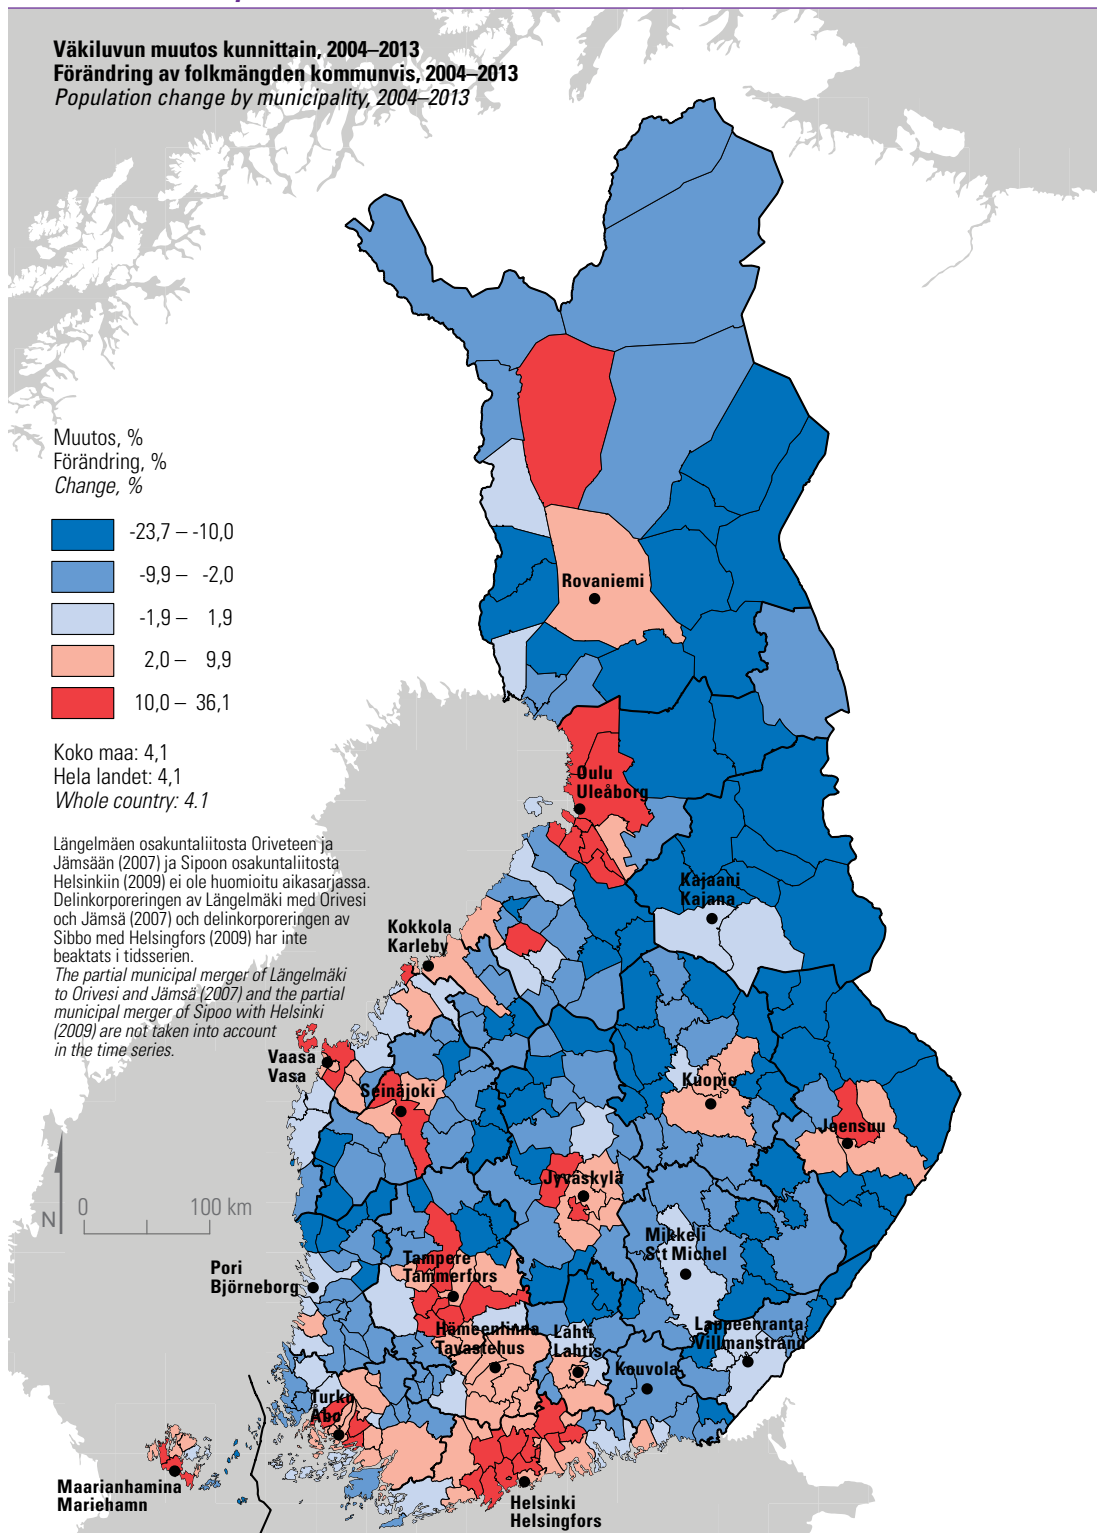 Väkiluvun muutos kunnittain, 2004–2013
Förändring av folkmängden kommunvis, 2004–2013
Population change by municipality, 2004–2013
Muutos, %
Förändring, %
Change, %
-23,7 – -10,0
-9,9 – -2,0
-1,9 – 1,9
2,0 – 9,9
10,0 – 36,1
Koko maa: 4,1
Hela landet: 4,1
Whole country: 4.1
Längelmäen osakuntaliitosta Oriveteen ja
Jämsään (2007) ja Sipoon osakuntaliitosta
Helsinkiin (2009) ei ole huomioitu aikasarjassa.
Delinkorporeringen av Längelmäki med Orivesi
och Jämsä (2007) och delinkorporeringen av
Sibbo med Helsingfors (2009) har inte
beaktats i tidsserien.
The partial municipal merger of Längelmäki
to Orivesi and Jämsä (2007) and the partial
municipal merger of Sipoo with Helsinki
(2009) are not taken into account
in the time series.
Rovaniemi
Oulu
Uleåborg
Kajaani
Kajana
Kokkola
Karleby
Vaasa
Vasa
Seinäjoki
Kuopio
Joensuu
Jyväskylä
N
0
100 km
Mikkeli
S:t Michel
Pori
Björneborg
Tampere
Tammerfors
Hämeenlinna
Tavastehus
Lahti
Lahtis
Lappeenranta
Villmanstrand
Kouvola
Turku
Åbo
Maarianhamina
Mariehamn
Helsinki
Helsingfors